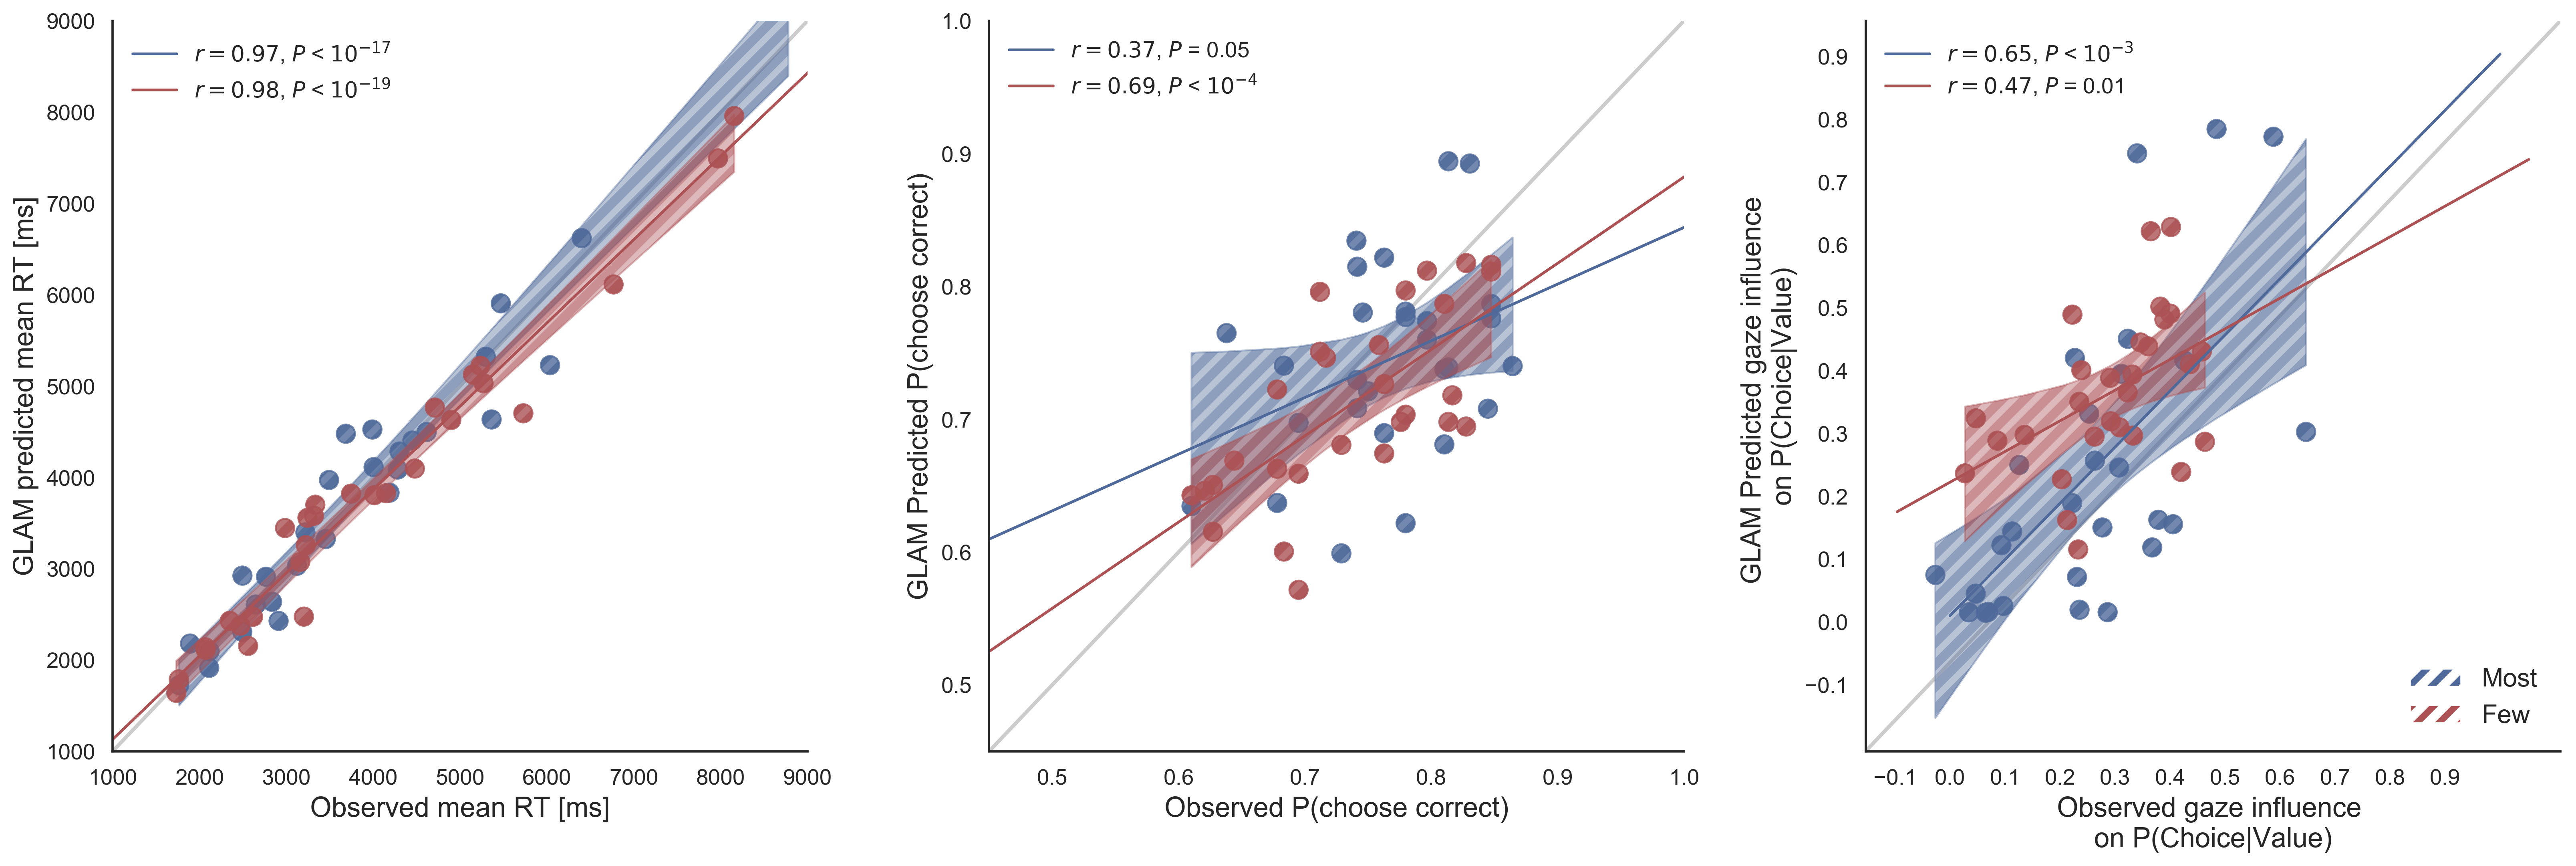 9000
8000
7000
6000
5000
4000
3000
2000
1000
GLAM predicted mean RT [ms]
r = 0.97, P < 10⁻¹⁷
r = 0.98, P < 10⁻¹⁹
1000 2000 3000 4000 5000 6000 7000 8000 9000
Observed mean RT [ms]
1.0
0.9
0.8
0.7
0.6
0.5
GLAM Predicted P(choose correct)
r = 0.37, P = 0.05
r = 0.69, P < 10⁻⁴
0.5 0.6 0.7 0.8 0.9 1.0
Observed P(choose correct)
0.9
0.8
0.7
0.6
0.5
0.4
0.3
0.2
0.1
0.0
−0.1
GLAM Predicted gaze influence
on P(Choice|Value)
r = 0.65, P < 10⁻³
r = 0.47, P = 0.01
Most
Few
−0.1 0.0 0.1 0.2 0.3 0.4 0.5 0.6 0.7 0.8 0.9
Observed gaze influence
on P(Choice|Value)